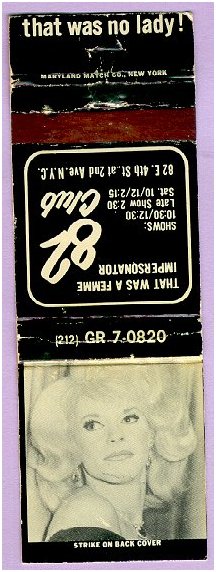 that was no lady!
MARYLAND MATCH CO., NEW YORK
THAT WAS A FEMME
IMPERSONATOR
82
Club
SHOWS:
10:30/12:30
Late Show 2:30
Sat. 10/12/2:15
82 E. 4th St. at 2nd Ave. N.Y.C.
(212) GR 7-0820
STRIKE ON BACK COVER